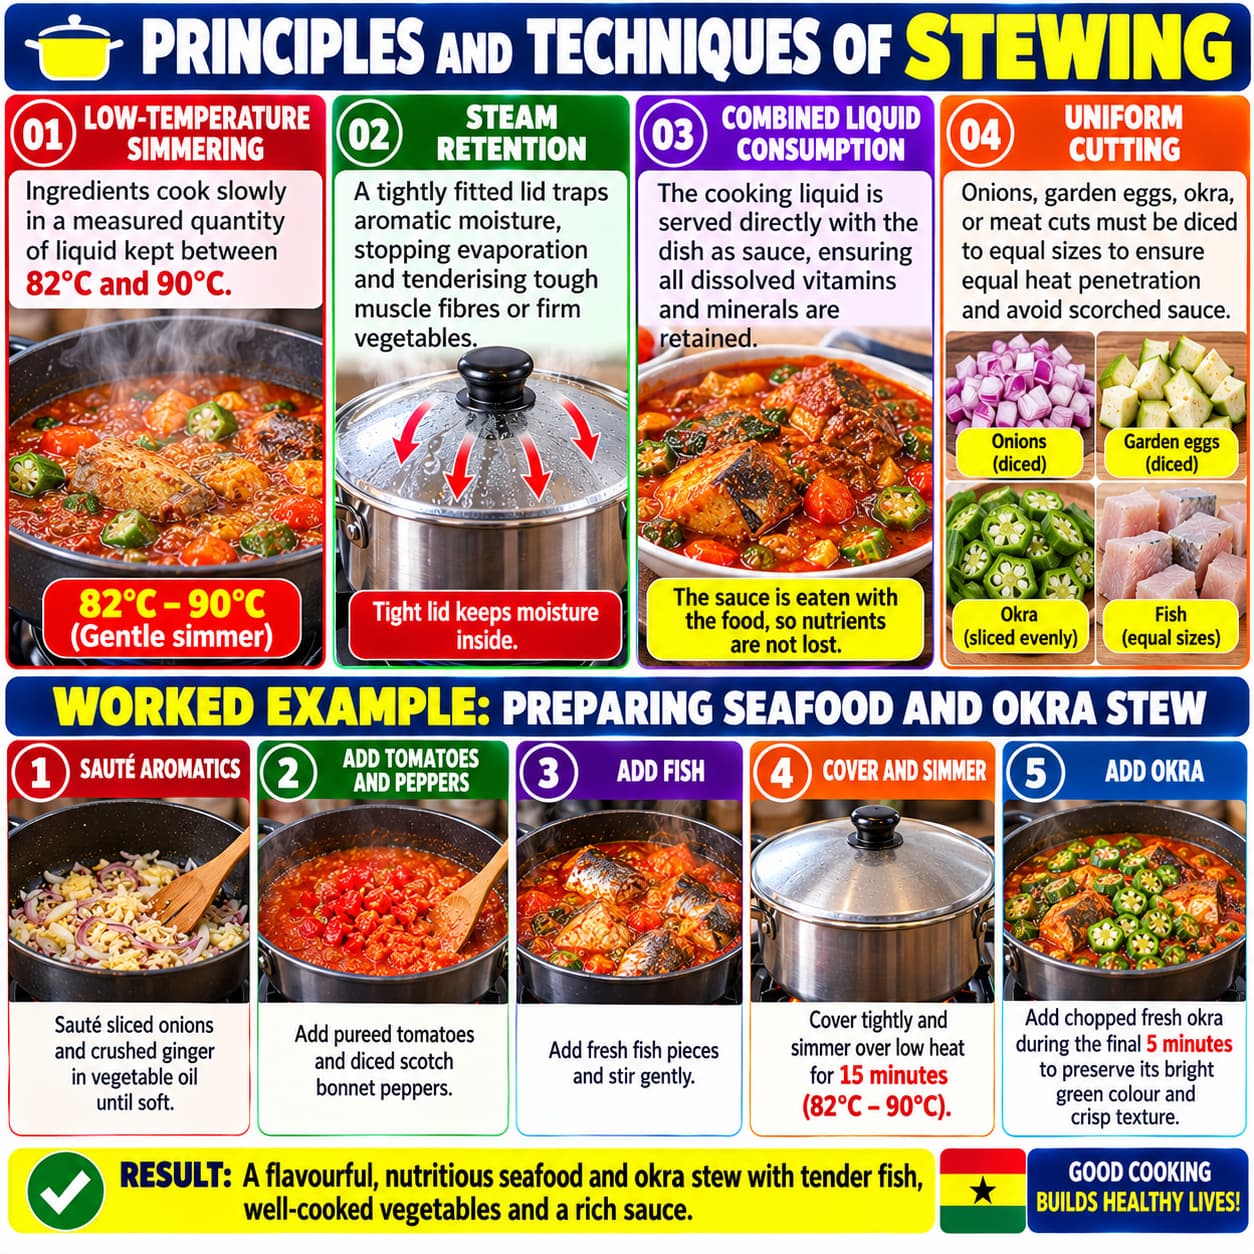 PRINCIPLES AND TECHNIQUES OF STEWING
01 LOW-TEMPERATURE
SIMMERING
Ingredients cook slowly
in a measured quantity
of liquid kept between
82°C and 90°C.
82°C – 90°C
(Gentle simmer)
02 STEAM
RETENTION
A tightly fitted lid traps
aromatic moisture,
stopping evaporation
and tenderising tough
muscle fibres or firm
vegetables.
Tight lid keeps moisture
inside.
03 COMBINED LIQUID
CONSUMPTION
The cooking liquid is
served directly with the
dish as sauce, ensuring
all dissolved vitamins
and minerals are
retained.
The sauce is eaten with
the food, so nutrients
are not lost.
04 UNIFORM
CUTTING
Onions, garden eggs, okra,
or meat cuts must be diced
to equal sizes to ensure
equal heat penetration
and avoid scorched sauce.
Onions
(diced)
Garden eggs
(diced)
Okra
(sliced evenly)
Fish
(equal sizes)
WORKED EXAMPLE: PREPARING SEAFOOD AND OKRA STEW
1 SAUTÉ AROMATICS
Sauté sliced onions
and crushed ginger
in vegetable oil
until soft.
2 ADD TOMATOES
AND PEPPERS
Add pureed tomatoes
and diced scotch
bonnet peppers.
3 ADD FISH
Add fresh fish pieces
and stir gently.
4 COVER AND SIMMER
Cover tightly and
simmer over low heat
for 15 minutes
(82°C – 90°C).
5 ADD OKRA
Add chopped fresh okra
during the final 5 minutes
to preserve its bright
green colour and
crisp texture.
RESULT: A flavourful, nutritious seafood and okra stew with tender fish,
well-cooked vegetables and a rich sauce.
GOOD COOKING
BUILDS HEALTHY LIVES!